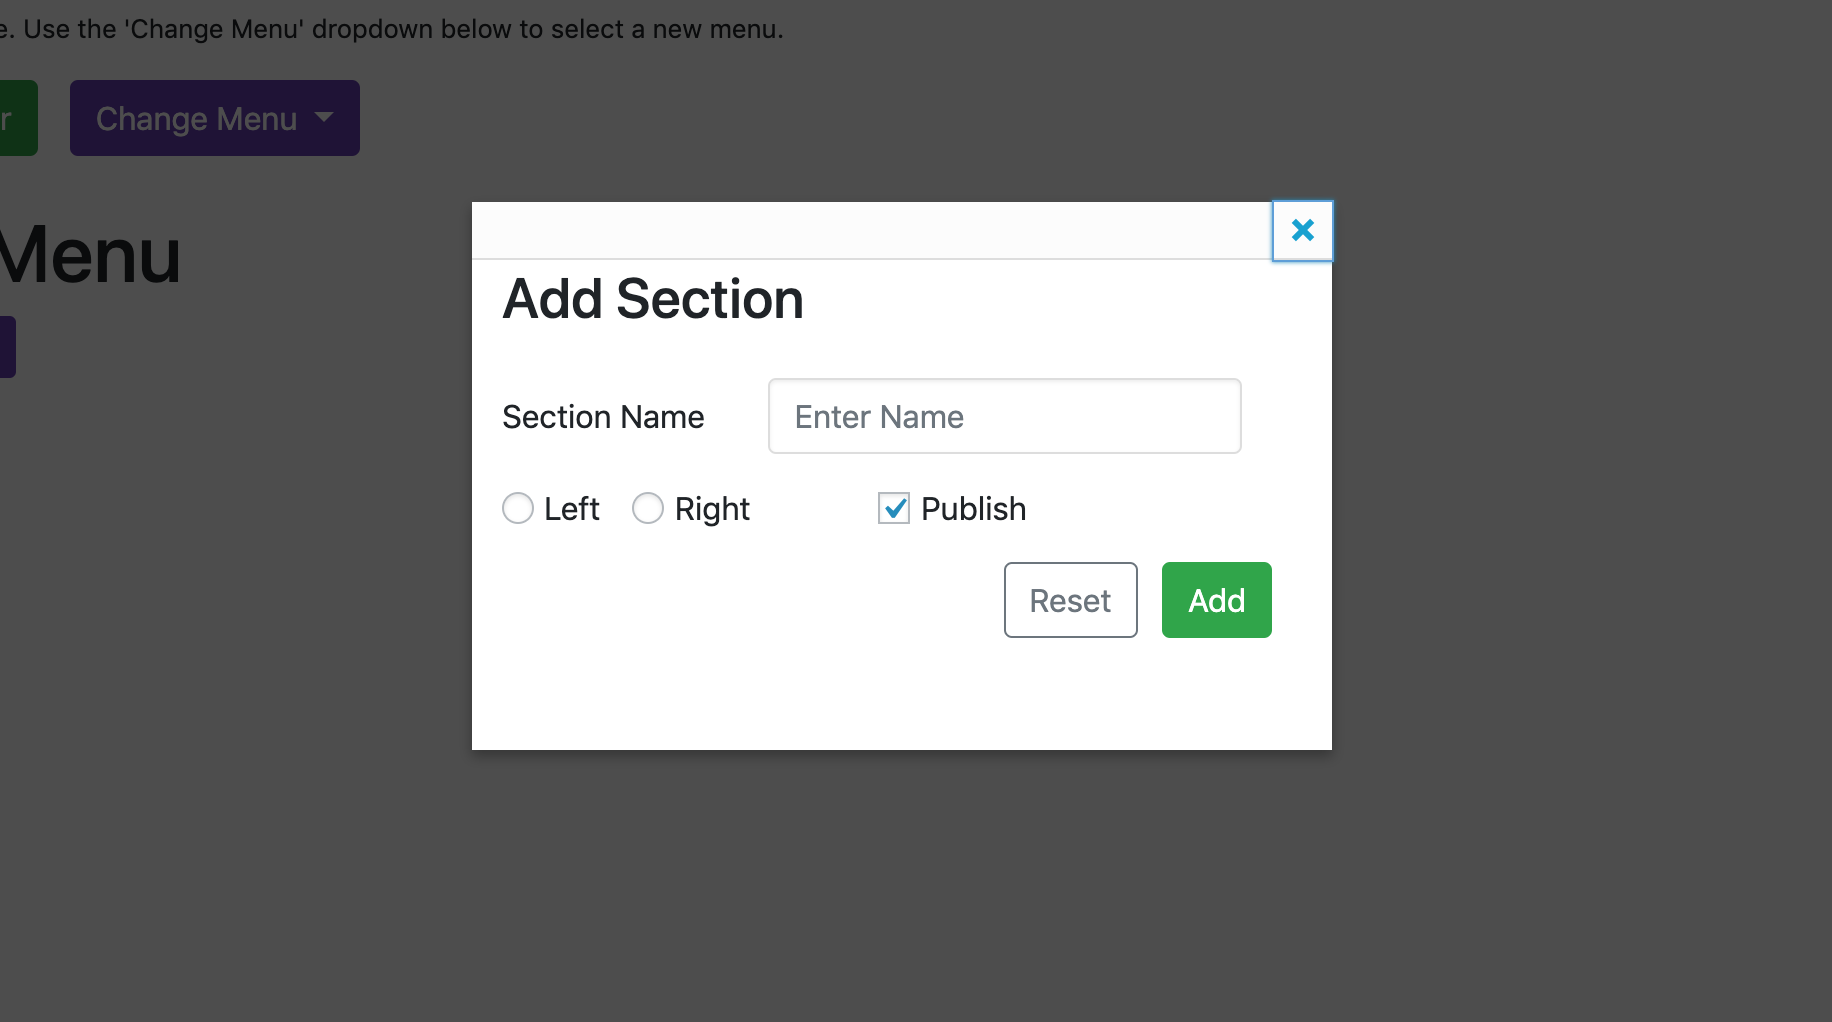 . Use the 'Change Menu' dropdown below to select a new menu.
r Change Menu
Menu
Add Section
Section Name Enter Name
Left Right Publish
Reset Add